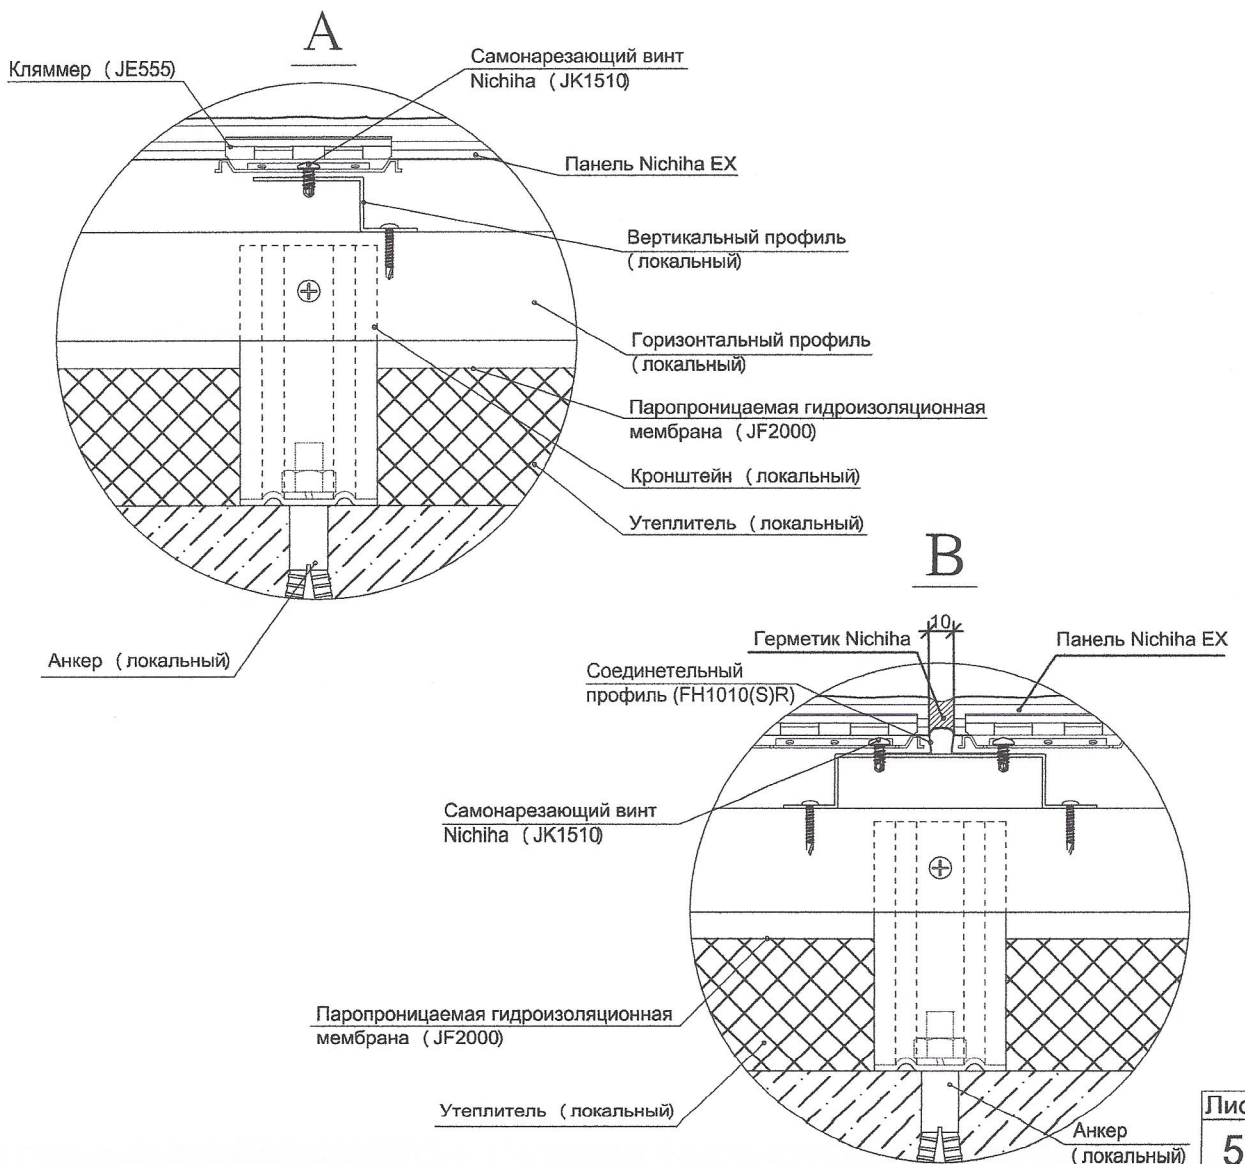 А
Кляммер (JE555)
Самонарезающий винт
Nichiha (JK1510)
Панель Nichiha EX
Вертикальный профиль
(локальный)
Горизонтальный профиль
(локальный)
Паропроницаемая гидроизоляционная
мембрана (JF2000)
Кронштейн (локальный)
Утеплитель (локальный)
Анкер (локальный)
В
10
Герметик Nichiha
Панель Nichiha EX
Соединетельный
профиль (FH1010(S)R)
Самонарезающий винт
Nichiha (JK1510)
Паропроницаемая гидроизоляционная
мембрана (JF2000)
Утеплитель (локальный)
Анкер
(локальный)
Лис
5